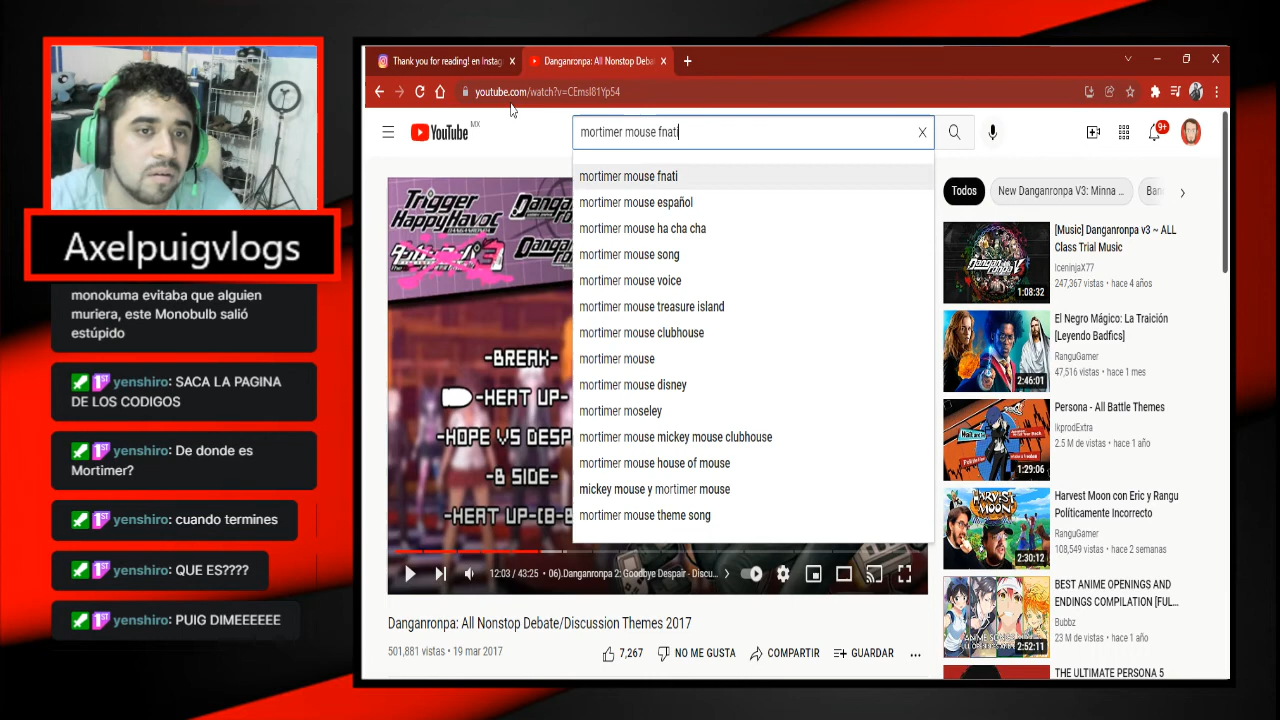 Axelpuigvlogs
monokuma evitaba que alguien
muriera, este Monobulb salió
estúpido
yenshiro: SACA LA PAGINA
DE LOS CODIGOS
yenshiro: De donde es
Mortimer?
yenshiro: cuando termines
yenshiro: QUE ES????
yenshiro: PUIG DIMEEEEEE
Thank you for reading! en Instag
Danganronpa: All Nonstop Deba
youtube.com/watch?v=CEmsI81Yp54
YouTube MX
mortimer mouse fnati
9+
mortimer mouse fnati
mortimer mouse español
mortimer mouse ha cha cha
mortimer mouse song
mortimer mouse voice
mortimer mouse treasure island
mortimer mouse clubhouse
mortimer mouse
mortimer mouse disney
mortimer moseley
mortimer mouse mickey mouse clubhouse
mortimer mouse house of mouse
mickey mouse y mortimer mouse
mortimer mouse theme song
Trigger
Happy Havoc
-BREAK-
-HEAT UP-
-HOPE VS DESP
-B SIDE-
-HEAT UP-(B-
12:03 / 43:25 • 06).Danganronpa 2: Goodbye Despair - Discu...
Danganronpa: All Nonstop Debate/Discussion Themes 2017
501,881 vistas • 19 mar 2017
7,267
NO ME GUSTA
COMPARTIR
GUARDAR
Todos
New Danganronpa V3: Minna ...
[Music] Danganronpa v3 ~ ALL
Class Trial Music
IceninjaX77
247,367 vistas • hace 4 años
1:08:32
El Negro Mágico: La Traición
[Leyendo Badfics]
RanguGamer
47,516 vistas • hace 1 mes
2:46:01
Persona - All Battle Themes
IkprodExtra
2.5 M de vistas • hace 1 año
1:29:06
Harvest Moon con Eric y Rangu
Políticamente Incorrecto
RanguGamer
108,549 vistas • hace 2 semanas
2:30:12
BEST ANIME OPENINGS AND
ENDINGS COMPILATION [FUL...
Bubbz
23 M de vistas • hace 1 año
2:52:11
THE ULTIMATE PERSONA 5